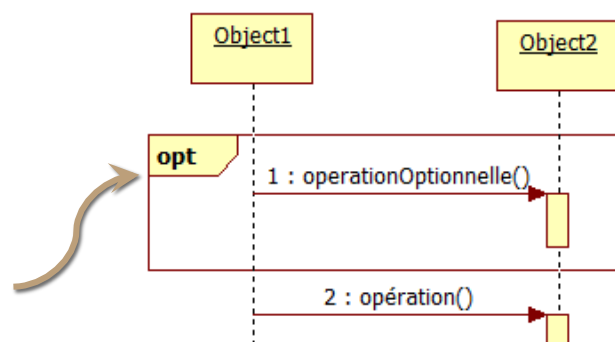 Object1
Object2
opt
1 : operationOptionnelle()
2 : opération()